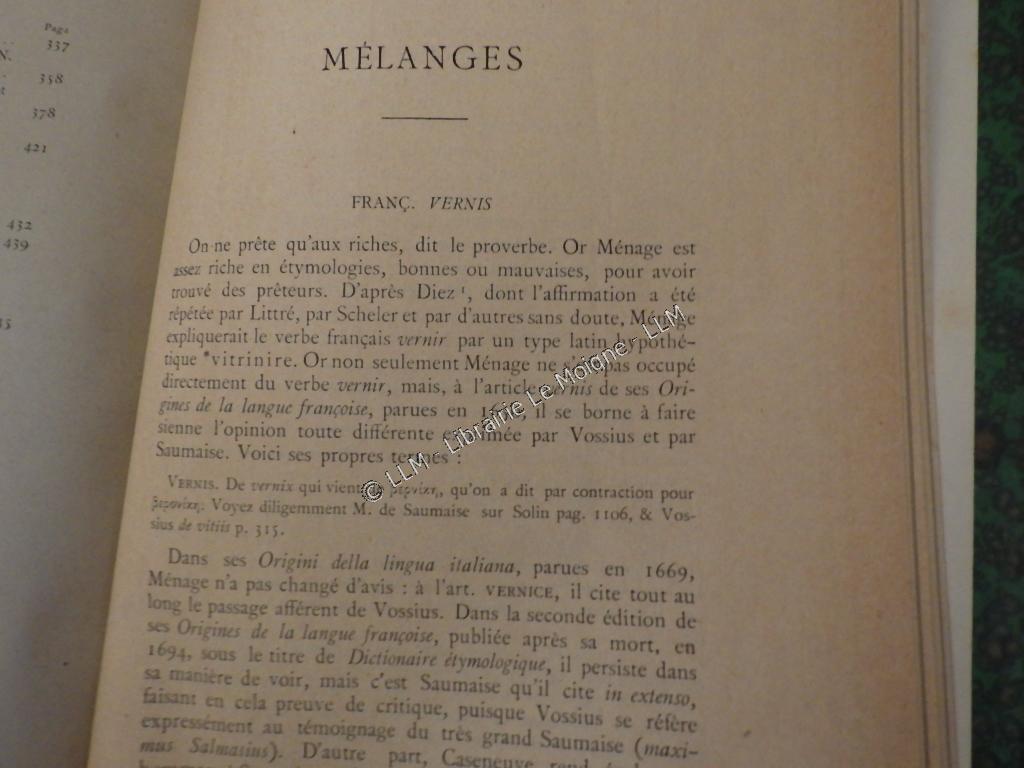 Page
337
N.
358
378
421
432
439
MÉLANGES
FRANÇ. VERNIS
On ne prête qu'aux riches, dit le proverbe. Or Ménage est
assez riche en étymologies, bonnes ou mauvaises, pour avoir
trouvé des prêteurs. D'après Diez ¹, dont l'affirmation a été
répétée par Littré, par Scheler et par d'autres sans doute, Ménage
expliquerait le verbe français vernir par un type latin hypothé-
tique *vitrinire. Or non seulement Ménage ne s'est pas occupé
directement du verbe vernir, mais, à l'article vernis de ses Ori-
gines de la langue françoise, parues en il se borne à faire
sienne l'opinion toute différente exprimée par Vossius et par
Saumaise. Voici ses propres termes :
VERNIS. De vernix qui vient de qu'on a dit par contraction pour
Voyez diligemment M. de Saumaise sur Solin pag. 1106, & Vos-
sius de vitiis p. 315.
Dans ses Origini della lingua italiana, parues en 1669,
Ménage n'a pas changé d'avis : à l'art. VERNICE, il cite tout au
long le passage afférent de Vossius. Dans la seconde édition de
ses Origines de la langue françoise, publiée après sa mort, en
1694, sous le titre de Dictionaire étymologique, il persiste dans
sa manière de voir, mais c'est Saumaise qu'il cite in extenso,
faisant en cela preuve de critique, puisque Vossius se réfère
expressément au témoignage du très grand Saumaise (maxi-
mus Salmasius). D'autre part, Caseneuve rend
© LLM - Librairie Le Moigne - LLM